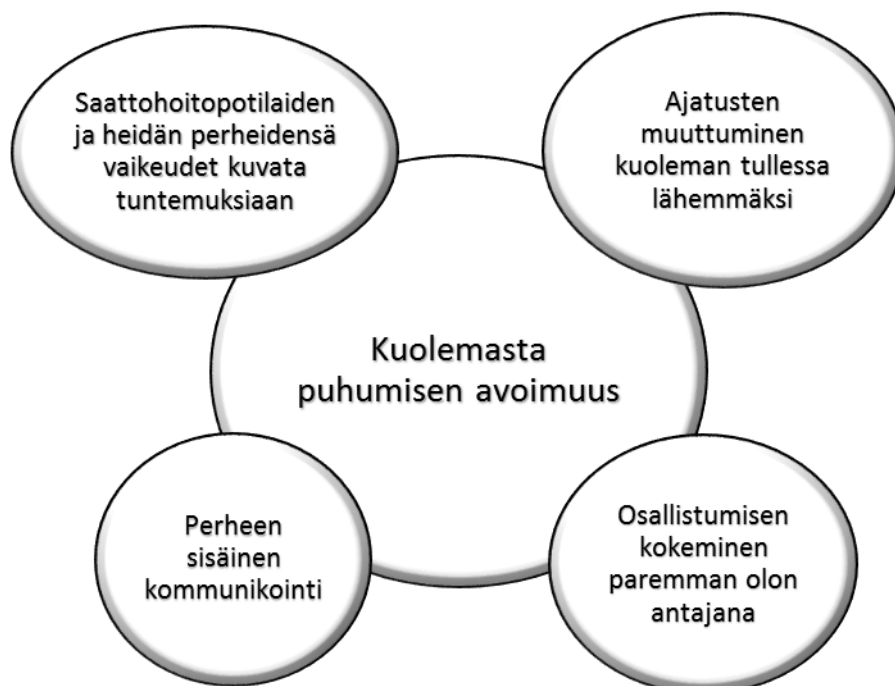 Saattohoitopotilaiden
ja heidän perheidensä
vaikeudet kuvata
tuntemuksiaan
Ajatusten
muuttuminen
kuoleman tullessa
lähemmäksi
Kuolemasta
puhumisen avoimuus
Perheen
sisäinen
kommunikointi
Osallistumisen
kokeminen
paremman olon
antajana